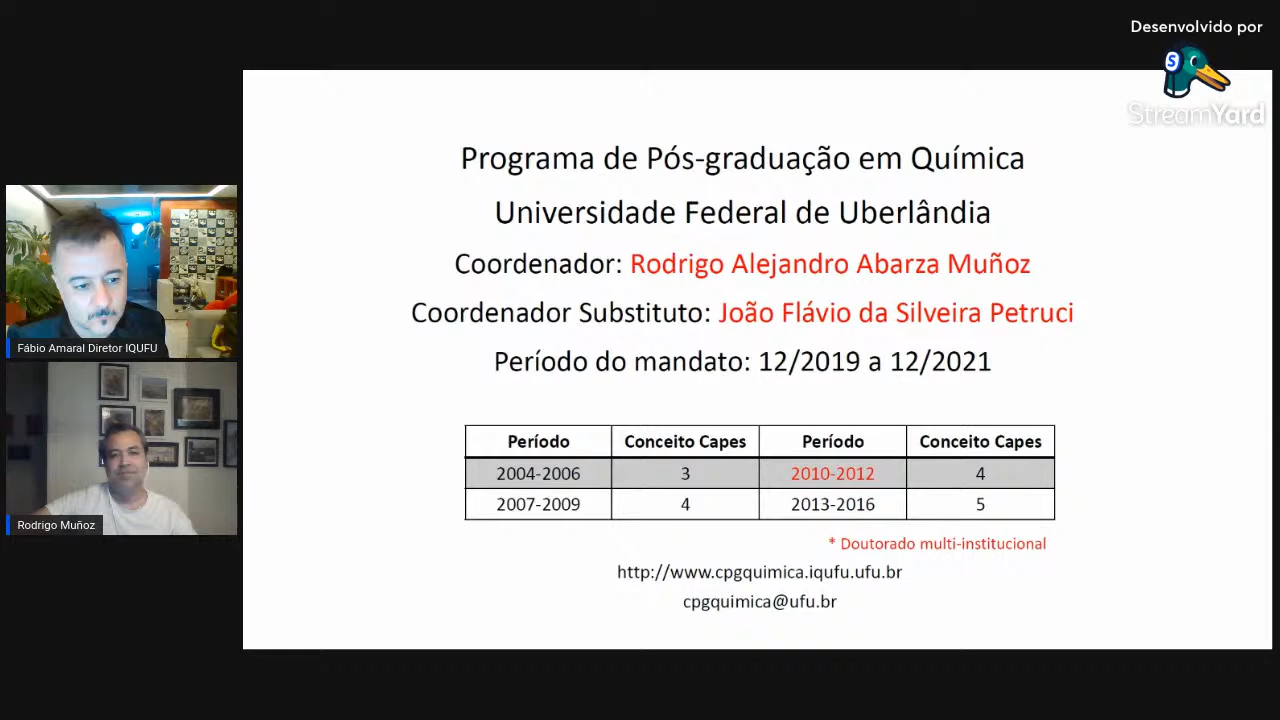 Desenvolvido por
StreamYard
Programa de Pós-graduação em Química
Universidade Federal de Uberlândia
Coordenador: Rodrigo Alejandro Abarza Muñoz
Coordenador Substituto: João Flávio da Silveira Petruci
Período do mandato: 12/2019 a 12/2021
Período Conceito Capes Período Conceito Capes
2004-2006 3 2010-2012 4
2007-2009 4 2013-2016 5
* Doutorado multi-institucional
http://www.cpgquimica.iqufu.ufu.br
cpgquimica@ufu.br
Fábio Amaral Diretor IQUFU
Rodrigo Muñoz